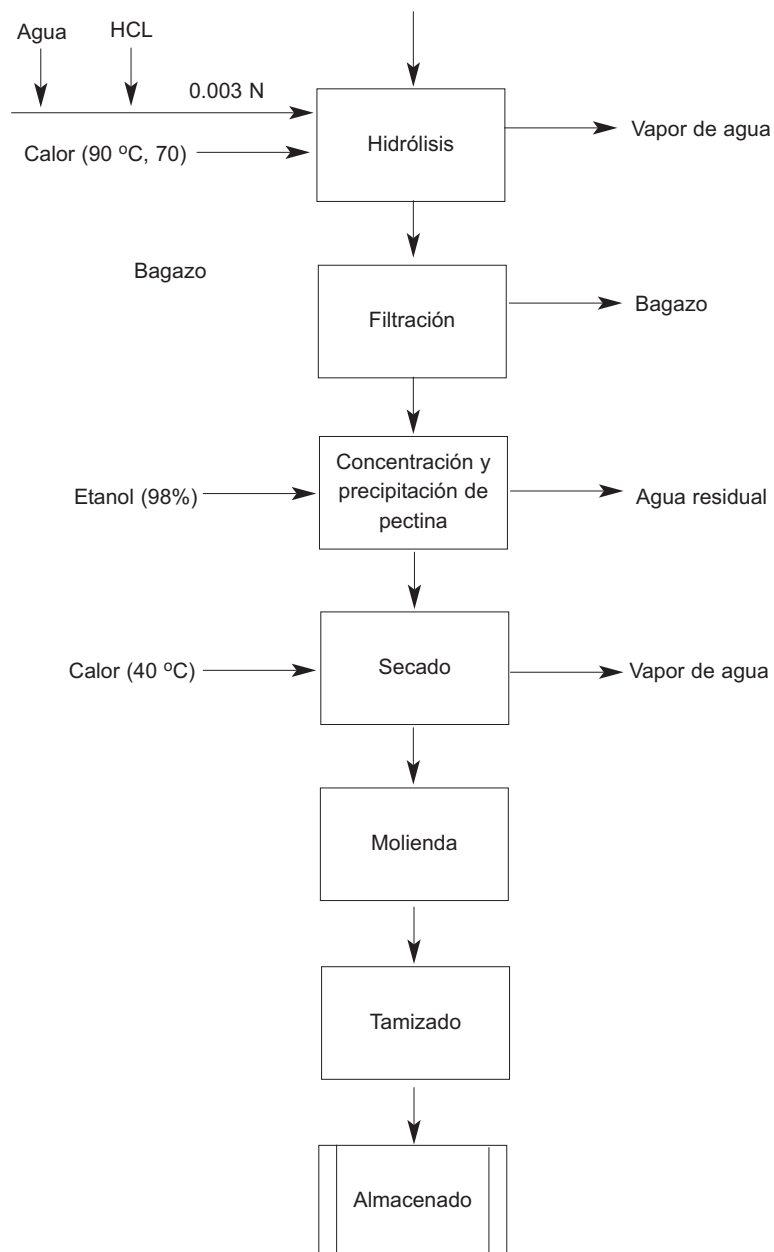 Agua
HCL
0.003 N
Hidrólisis
Vapor de agua
Calor (90 ºC, 70)
Bagazo
Filtración
Bagazo
Concentración y
precipitación de
pectina
Etanol (98%)
Agua residual
Calor (40 ºC)
Secado
Vapor de agua
Molienda
Tamizado
Almacenado